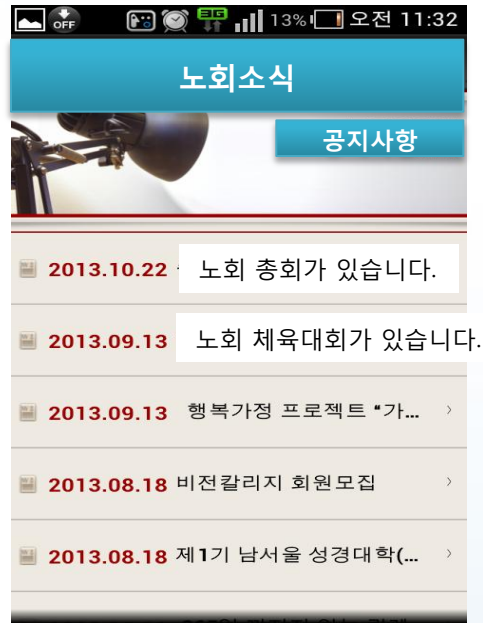 OFF 3G 13% 오전 11:32
노회소식
공지사항
2013.10.22 노회 총회가 있습니다.
2013.09.13 노회 체육대회가 있습니다.
2013.09.13 행복가정 프로젝트 “가...
2013.08.18 비전칼리지 회원모집
2013.08.18 제1기 남서울 성경대학(...